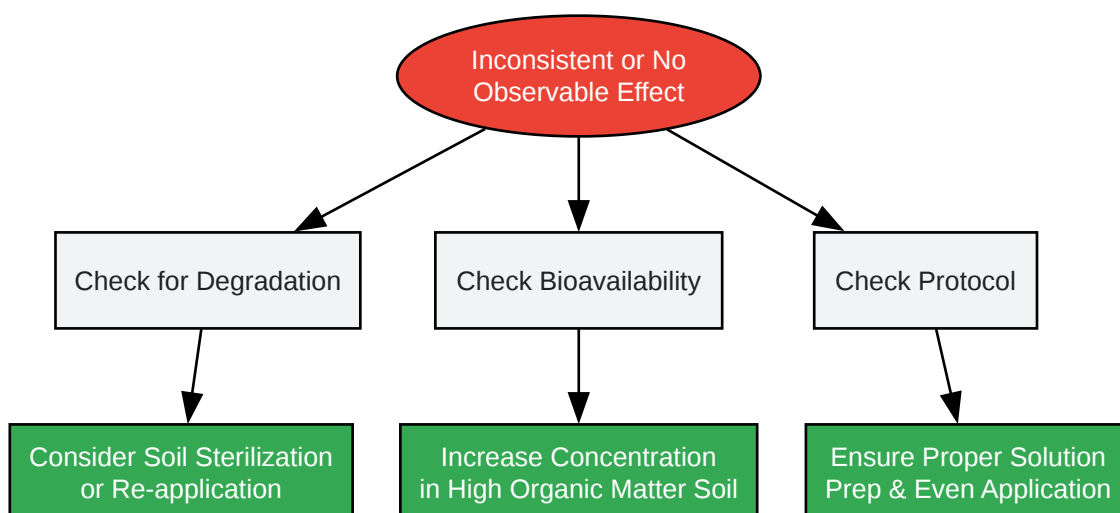 Inconsistent or No
Observable Effect
Check for Degradation
Check Bioavailability
Check Protocol
Consider Soil Sterilization
or Re-application
Increase Concentration
in High Organic Matter Soil
Ensure Proper Solution
Prep & Even Application